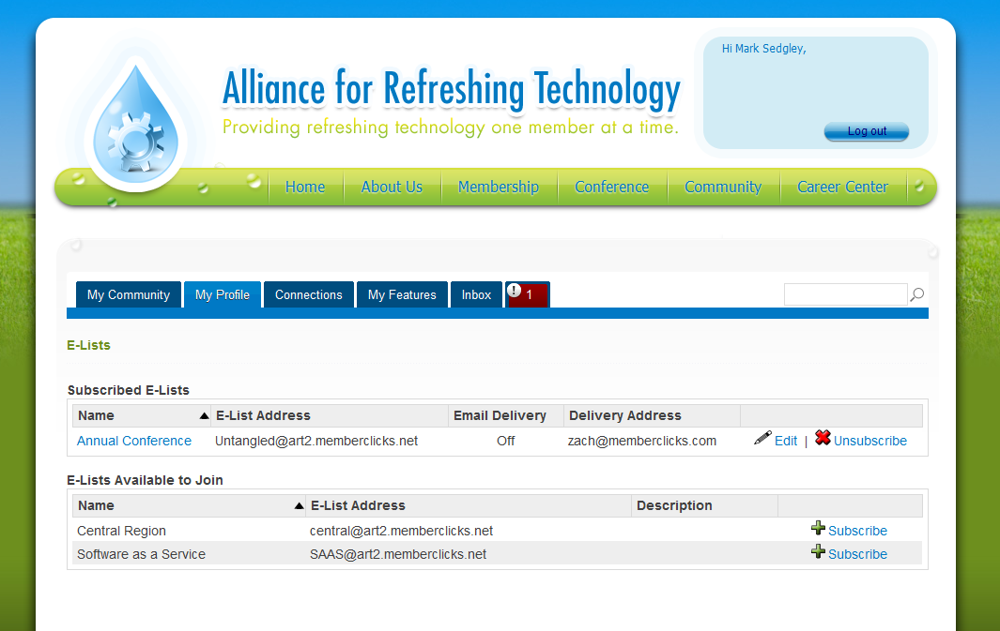 Hi Mark Sedgley,
Alliance for Refreshing Technology
Providing refreshing technology one member at a time.
Log out
Home About Us Membership Conference Community Career Center
My Community My Profile Connections My Features Inbox ! 1
E-Lists
Subscribed E-Lists
Name E-List Address Email Delivery Delivery Address
Annual Conference Untangled@art2.memberclicks.net Off zach@memberclicks.com Edit | Unsubscribe
E-Lists Available to Join
Name E-List Address Description
Central Region central@art2.memberclicks.net Subscribe
Software as a Service SAAS@art2.memberclicks.net Subscribe